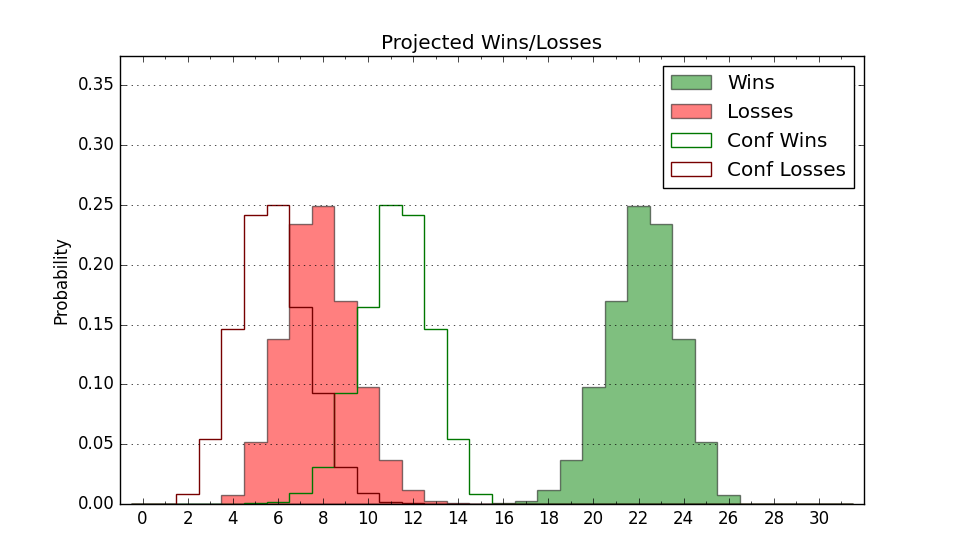 Projected Wins/Losses
Wins
Losses
Conf Wins
Conf Losses
Probability
0.35
0.30
0.25
0.20
0.15
0.10
0.05
0.00
0 2 4 6 8 10 12 14 16 18 20 22 24 26 28 30